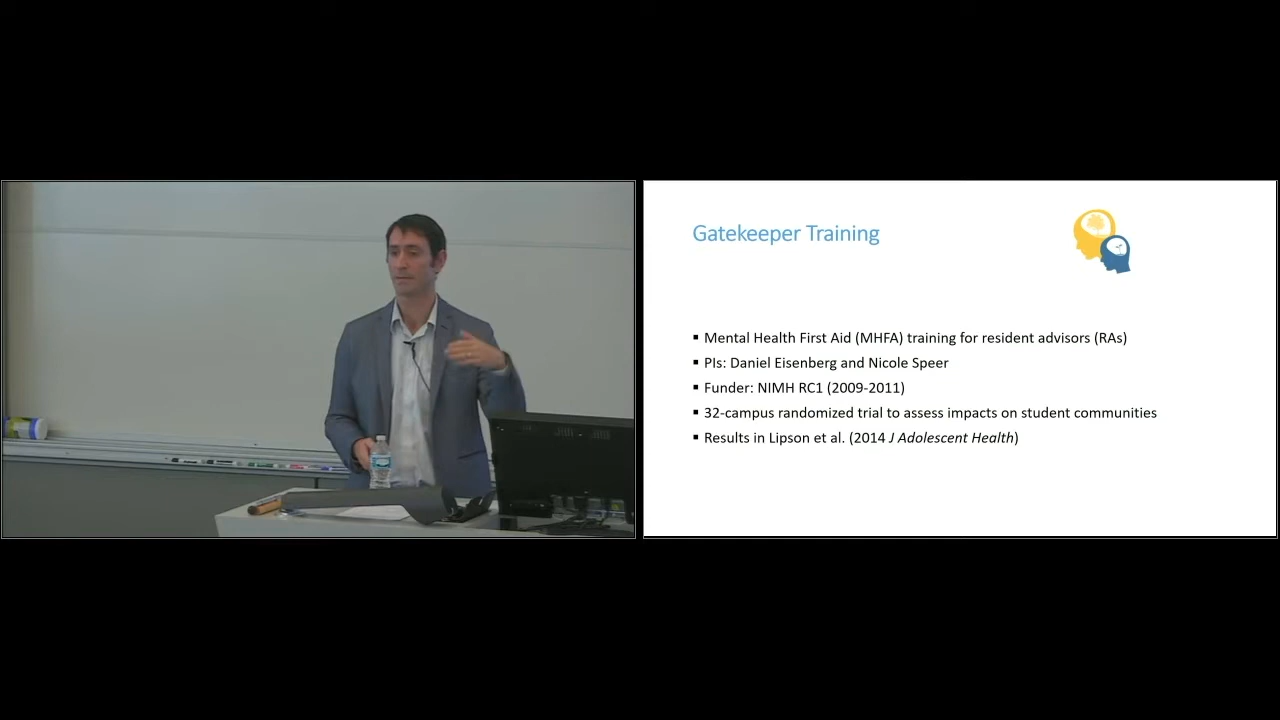 Gatekeeper Training
▪ Mental Health First Aid (MHFA) training for resident advisors (RAs)
▪ PIs: Daniel Eisenberg and Nicole Speer
▪ Funder: NIMH RC1 (2009-2011)
▪ 32-campus randomized trial to assess impacts on student communities
▪ Results in Lipson et al. (2014 J Adolescent Health)